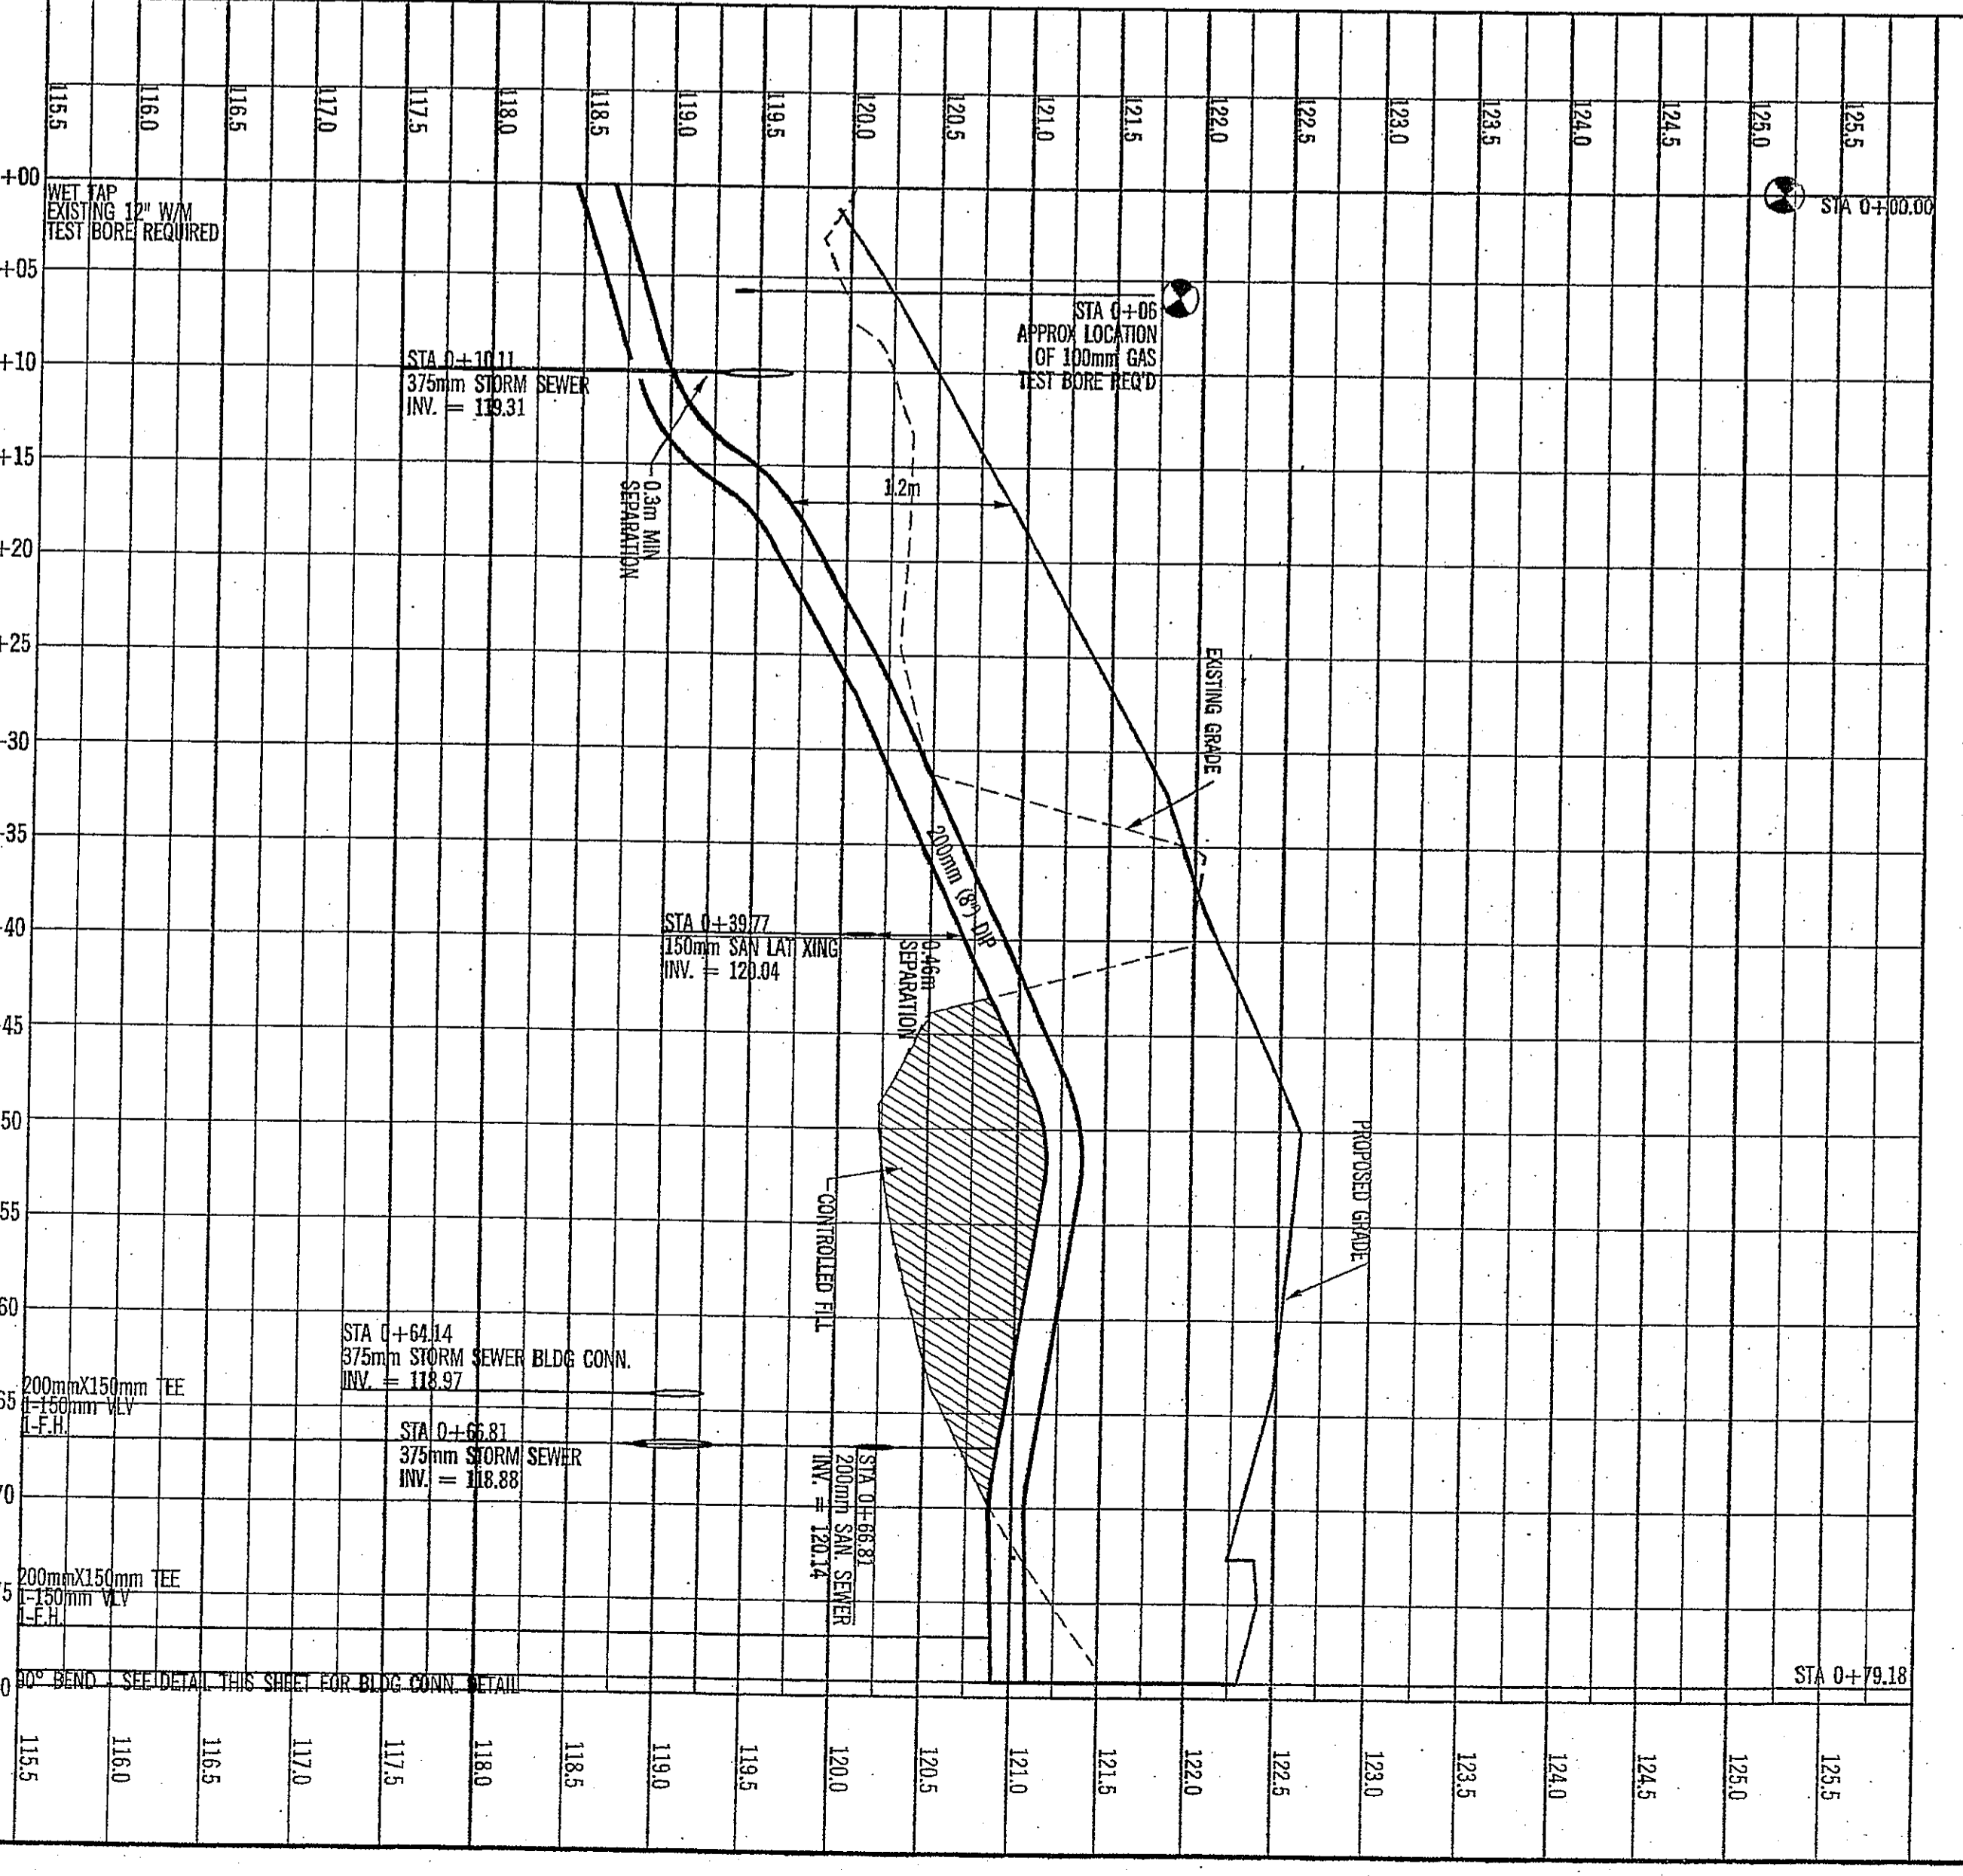 115.5
116.0
116.5
117.0
117.5
118.0
118.5
119.0
119.5
120.0
120.5
121.0
121.5
122.0
122.5
123.0
123.5
124.0
124.5
125.0
125.5
+00
WET TAP
EXISTING 12" W/M
TEST BORE REQUIRED
STA 0+00.00
+05
STA 0+06
APPROX LOCATION
OF 100mm GAS
TEST BORE REQ'D
+10
STA 0+10.11
375mm STORM SEWER
INV. = 119.31
+15
1.2m
0.3m MIN
SEPARATION
+20
+25
EXISTING GRADE
-30
-35
200mm (8") DIP
-40
STA 0+39.77
150mm SAN LAT XING
INV. = 120.04
0.46m
SEPARATION
-45
50
PROPOSED GRADE
CONTROLLED FILL
55
60
STA 0+64.14
375mm STORM SEWER BLDG CONN.
INV. = 118.97
200mmX150mm TEE
1-150mm VLV
1-F.H.
65
STA 0+66.81
375mm STORM SEWER
INV. = 118.88
STA 0+66.81
200mm SAN. SEWER
INV. = 120.14
70
200mmX150mm TEE
1-150mm VLV
1-F.H.
5
0
90° BEND - SEE DETAIL THIS SHEET FOR BLDG CONN. DETAIL
STA 0+79.18
115.5
116.0
116.5
117.0
117.5
118.0
118.5
119.0
119.5
120.0
120.5
121.0
121.5
122.0
122.5
123.0
123.5
124.0
124.5
125.0
125.5